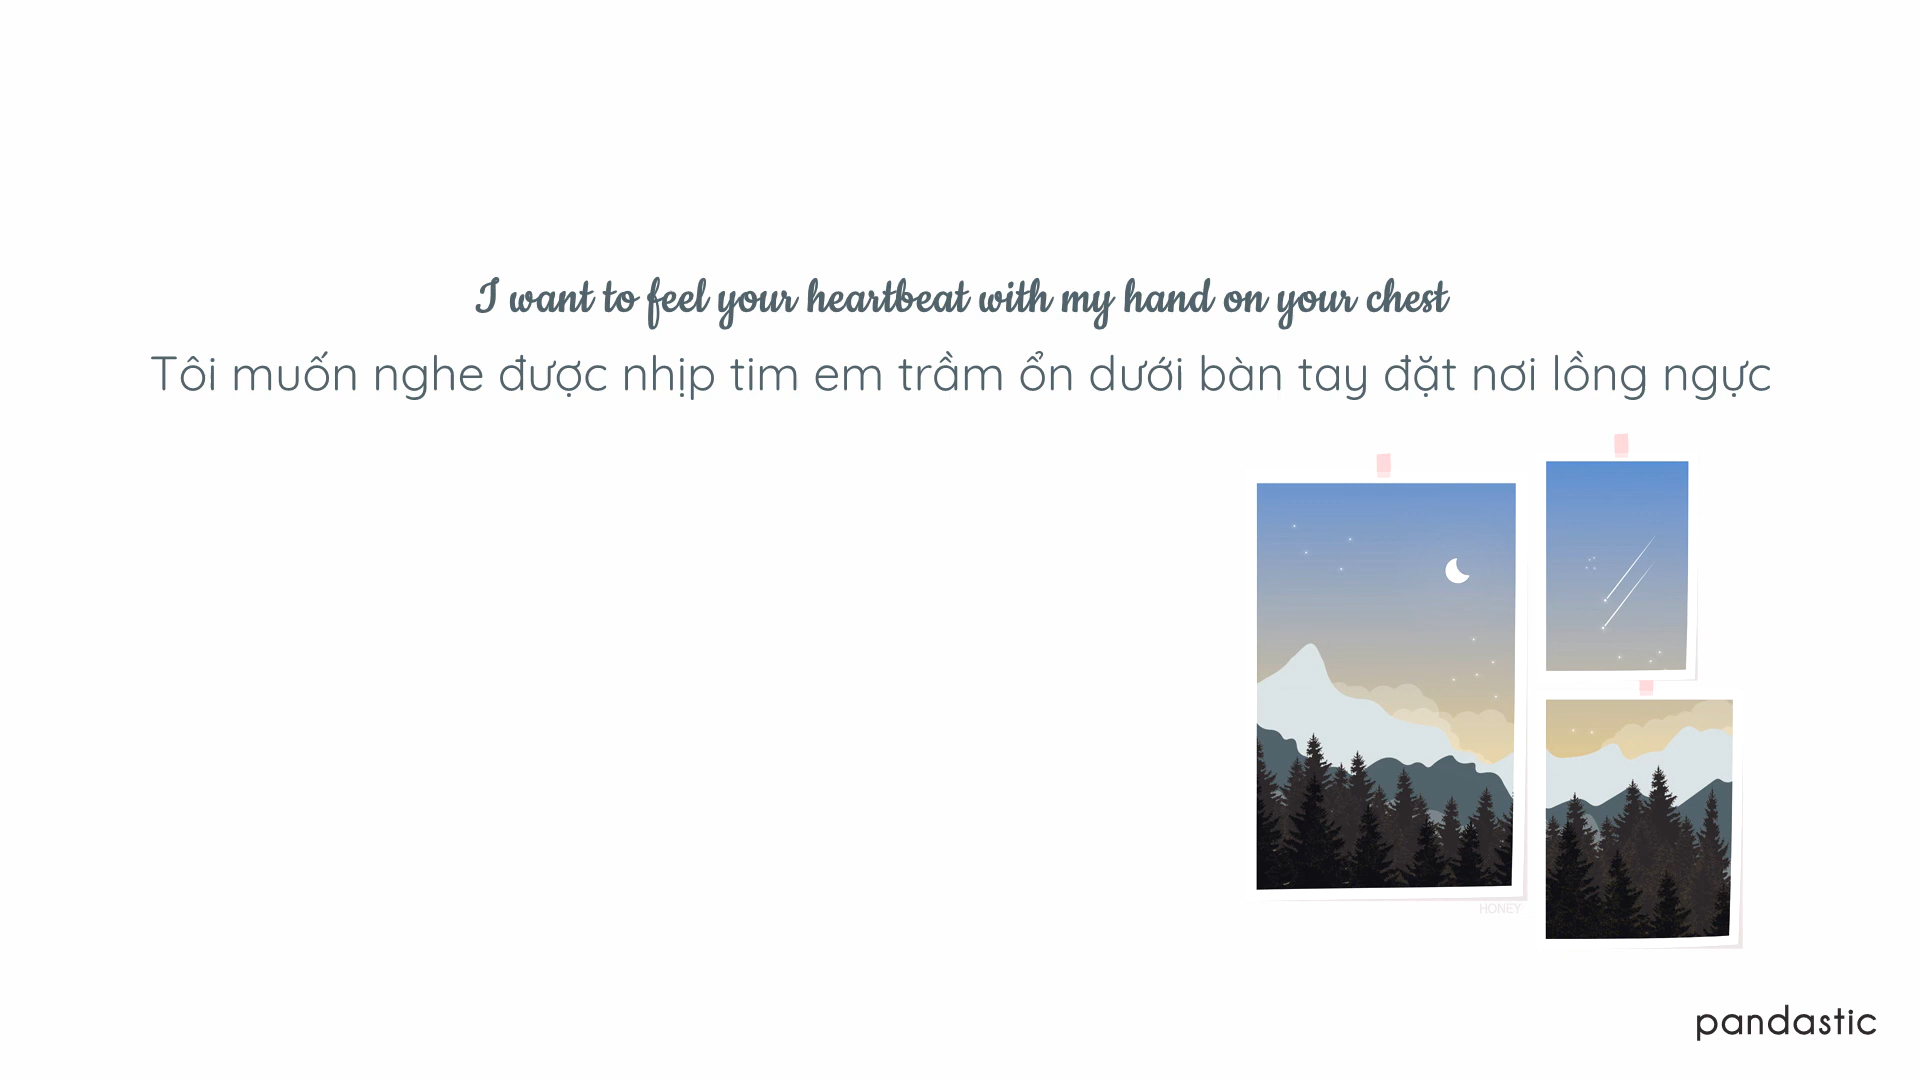 I want to feel your heartbeat with my hand on your chest
Tôi muốn nghe được nhịp tim em trầm ổn dưới bàn tay đặt nơi lồng ngực
HONEY
pandastic